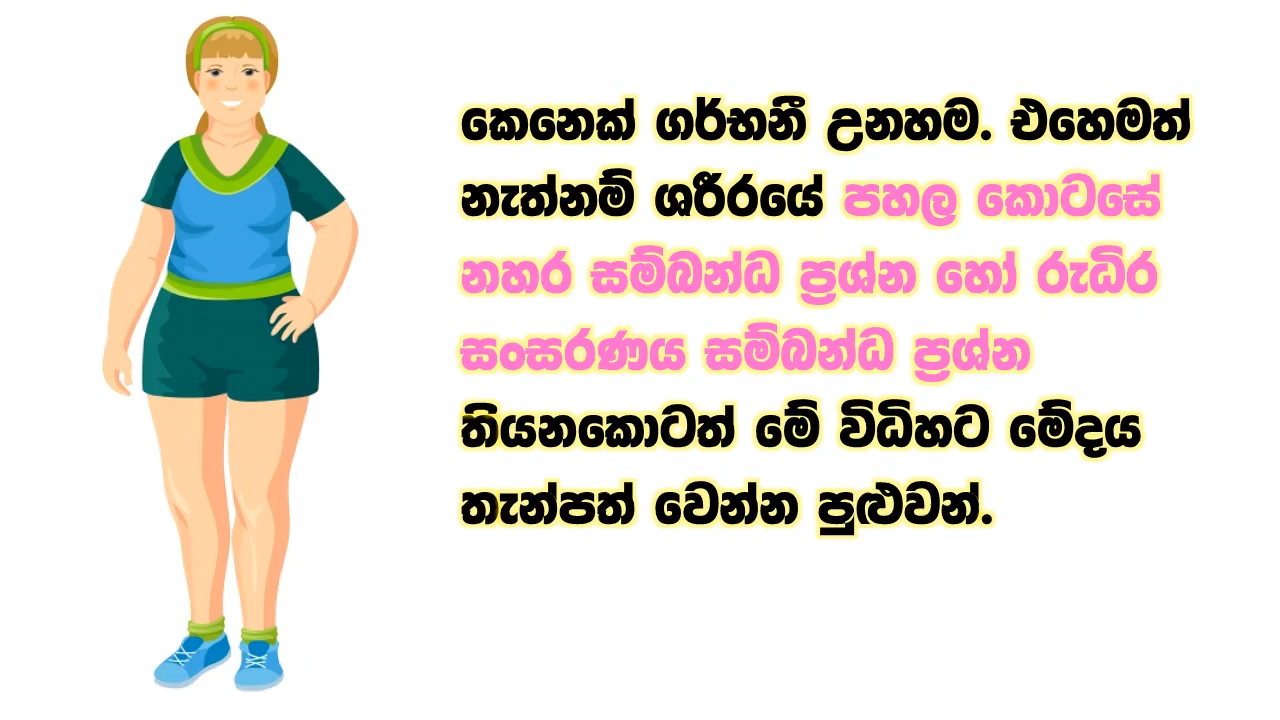 කෙනෙක් ගර්භනී උනහම. එහෙමත්
නැත්නම් ශරීරයේ පහල කොටසේ
නහර සම්බන්ධ ප්‍රශ්න හෝ රුධිර
සංසරණය සම්බන්ධ ප්‍රශ්න
තියනකොටත් මේ විධිහට මේදය
තැන්පත් වෙන්න පුළුවන්.